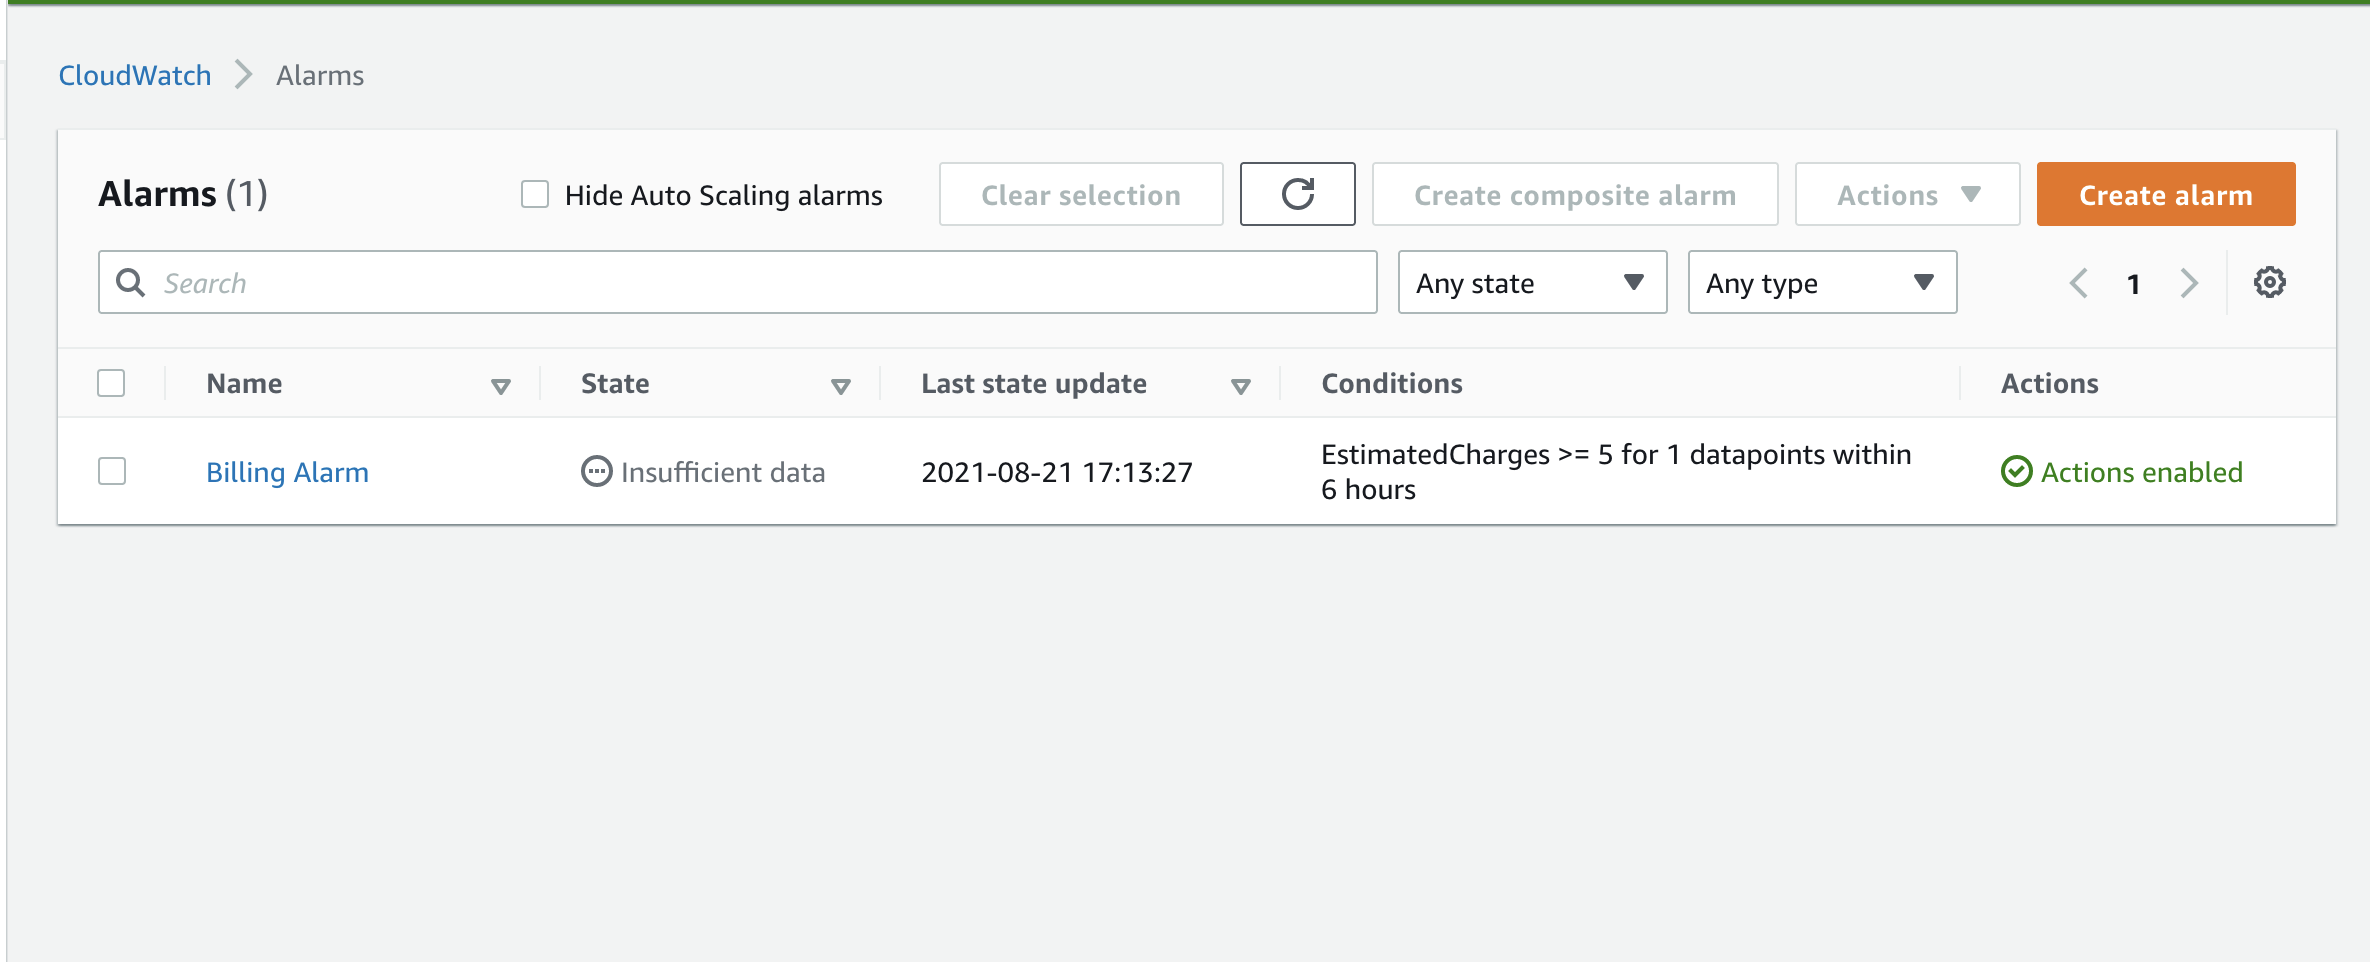 CloudWatch Alarms
Alarms (1) Hide Auto Scaling alarms Clear selection Create composite alarm Actions Create alarm
Search Any state Any type 1
Name State Last state update Conditions Actions
Billing Alarm Insufficient data 2021-08-21 17:13:27 EstimatedCharges >= 5 for 1 datapoints within
6 hours Actions enabled